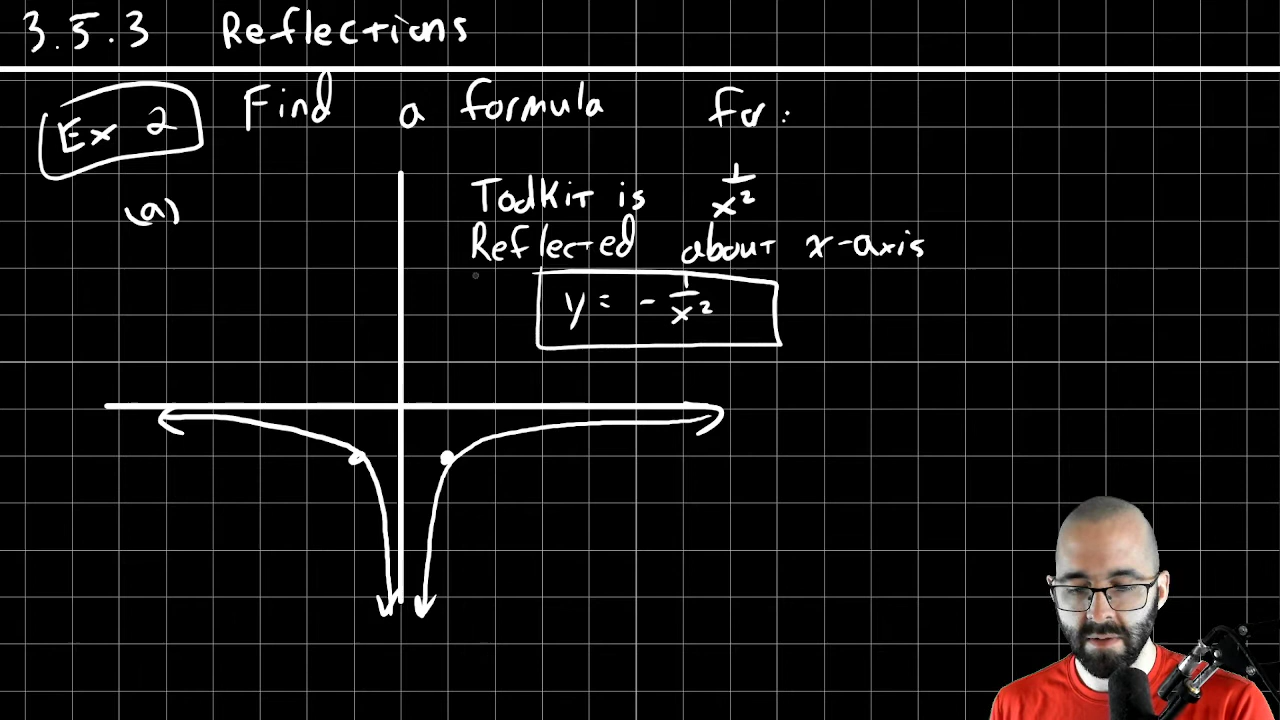 3.5.3 Reflections
Ex 2 Find a formula for:
(a)
Toolkit is 1/x²
Reflected about x-axis
y = - 1/x²